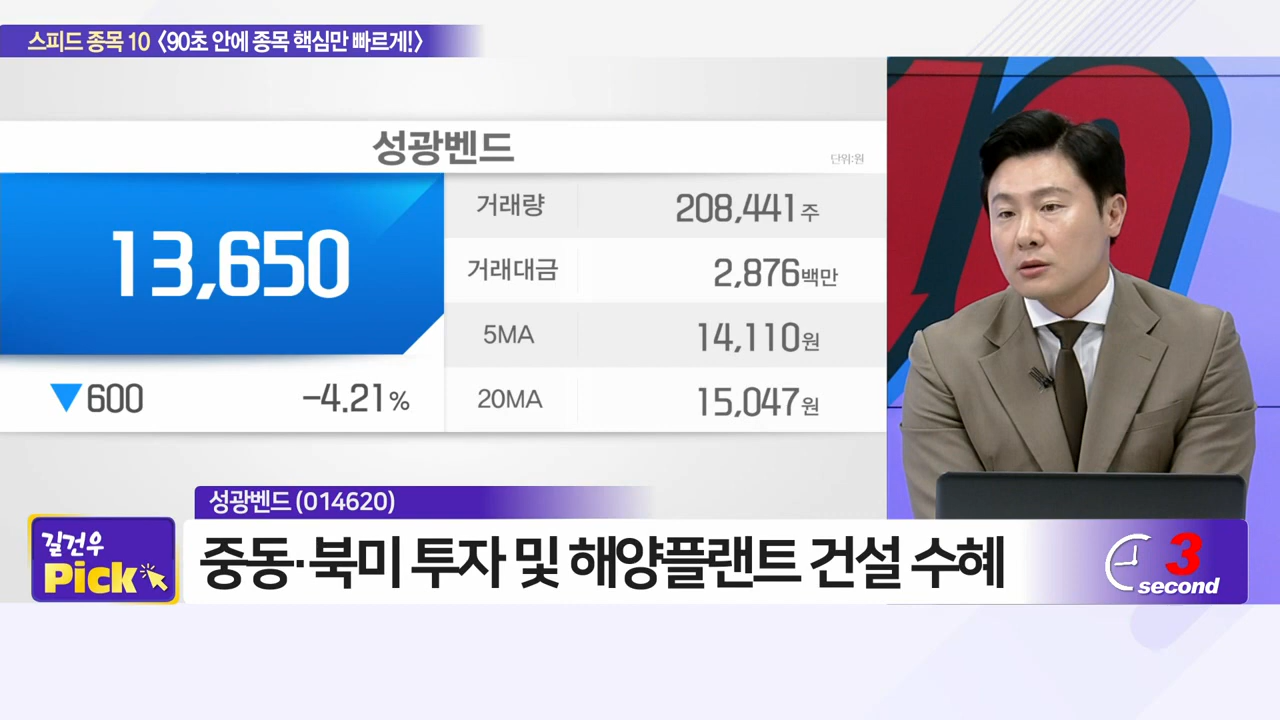 스피드 종목 10 〈90초 안에 종목 핵심만 빠르게!〉
성광벤드
단위:원
13,650
▼600 -4.21%
거래량 208,441주
거래대금 2,876백만
5MA 14,110원
20MA 15,047원
성광벤드 (014620)
길건우
Pick
중동·북미 투자 및 해양플랜트 건설 수혜
3
second